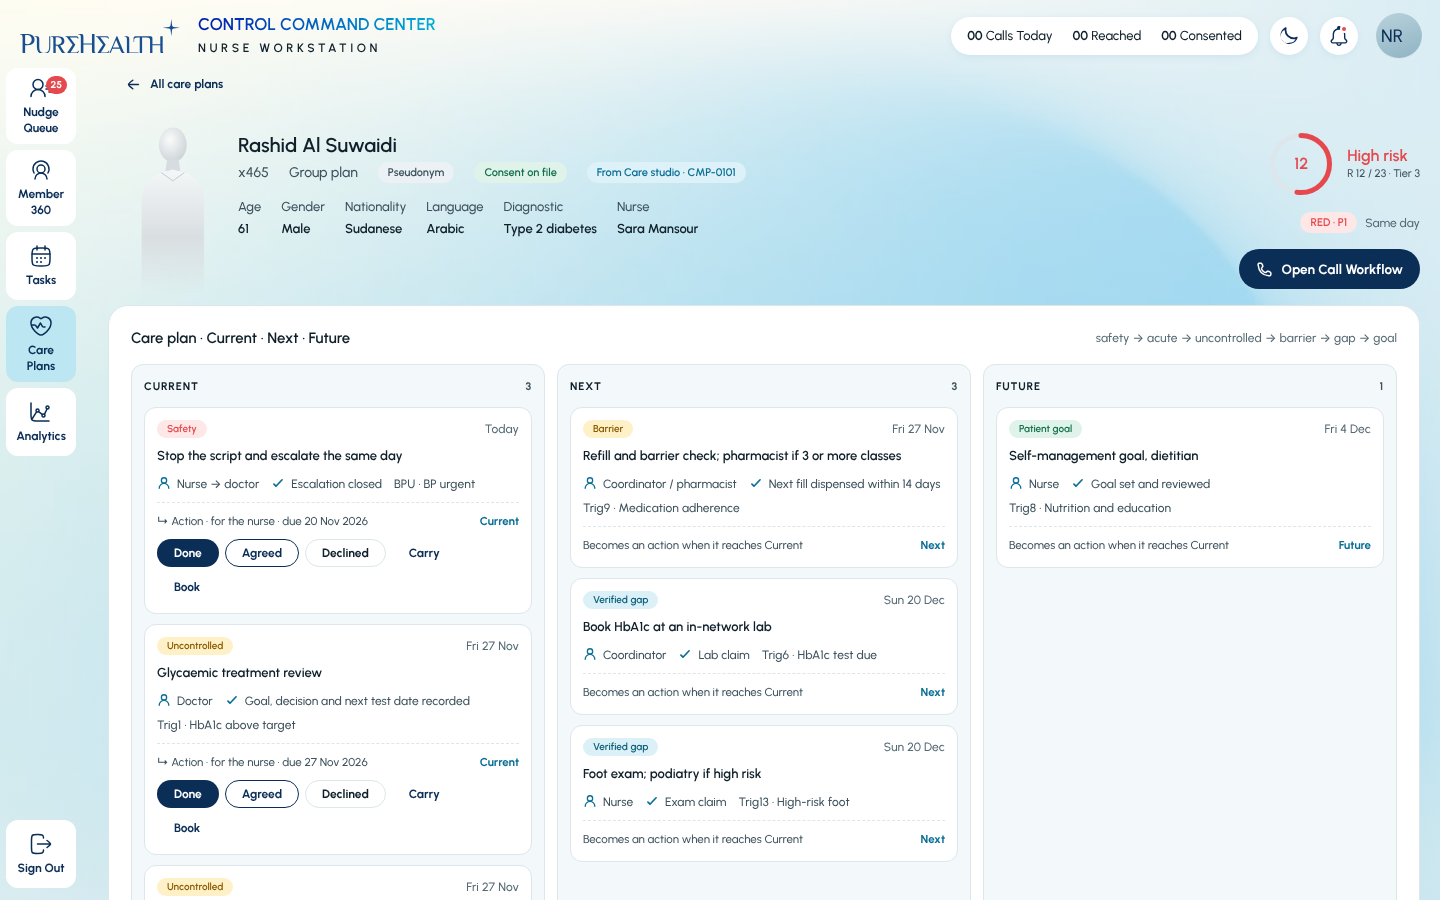 PUREHEALTH
CONTROL COMMAND CENTER
NURSE WORKSTATION
00 Calls Today 00 Reached 00 Consented
NR
25
Nudge
Queue
Member
360
Tasks
Care
Plans
Analytics
Sign Out
← All care plans
Rashid Al Suwaidi
x465 Group plan Pseudonym Consent on file From Care studio · CMP-0101
Age Gender Nationality Language Diagnostic Nurse
61 Male Sudanese Arabic Type 2 diabetes Sara Mansour
12
High risk
R 12 / 23 · Tier 3
RED · P1 Same day
Open Call Workflow
Care plan · Current · Next · Future
safety → acute → uncontrolled → barrier → gap → goal
CURRENT 3
Safety Today
Stop the script and escalate the same day
Nurse → doctor ✓ Escalation closed BPU · BP urgent
↳ Action · for the nurse · due 20 Nov 2026 Current
Done Agreed Declined Carry
Book
Uncontrolled Fri 27 Nov
Glycaemic treatment review
Doctor ✓ Goal, decision and next test date recorded
Trig1 · HbA1c above target
↳ Action · for the nurse · due 27 Nov 2026 Current
Done Agreed Declined Carry
Book
Uncontrolled Fri 27 Nov
NEXT 3
Barrier Fri 27 Nov
Refill and barrier check; pharmacist if 3 or more classes
Coordinator / pharmacist ✓ Next fill dispensed within 14 days
Trig9 · Medication adherence
Becomes an action when it reaches Current Next
Verified gap Sun 20 Dec
Book HbA1c at an in-network lab
Coordinator ✓ Lab claim Trig6 · HbA1c test due
Becomes an action when it reaches Current Next
Verified gap Sun 20 Dec
Foot exam; podiatry if high risk
Nurse ✓ Exam claim Trig13 · High-risk foot
Becomes an action when it reaches Current Next
FUTURE 1
Patient goal Fri 4 Dec
Self-management goal, dietitian
Nurse ✓ Goal set and reviewed
Trig8 · Nutrition and education
Becomes an action when it reaches Current Future